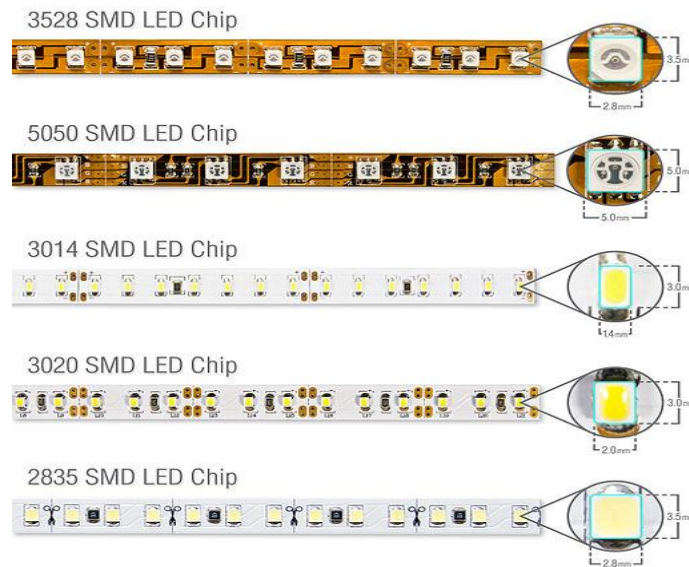 3528 SMD LED Chip
3.5m
2.8mm
5050 SMD LED Chip
5.0m
5.0mm
3014 SMD LED Chip
3.0m
1.4mm
3020 SMD LED Chip
3.0m
2.0mm
2835 SMD LED Chip
3.5m
2.8mm